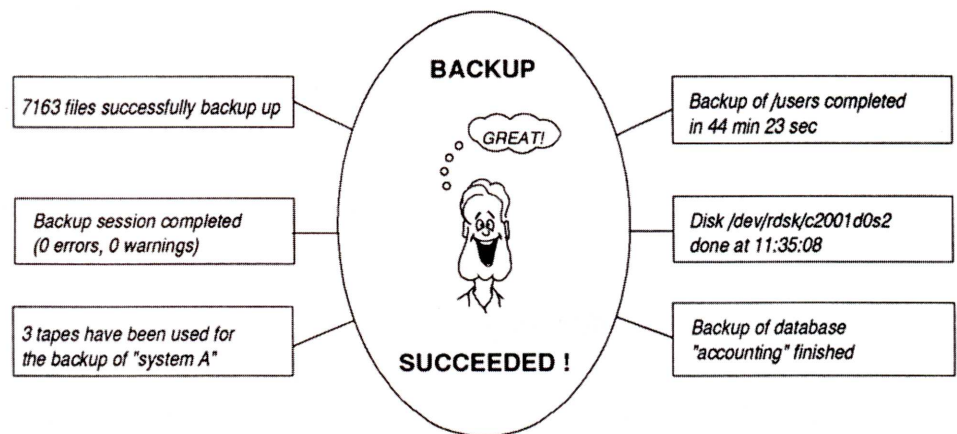 BACKUP
GREAT!
SUCCEEDED !
7163 files successfully backup up
Backup session completed
(0 errors, 0 warnings)
3 tapes have been used for
the backup of "system A"
Backup of /users completed
in 44 min 23 sec
Disk /dev/rdsk/c2001d0s2
done at 11:35:08
Backup of database
"accounting" finished